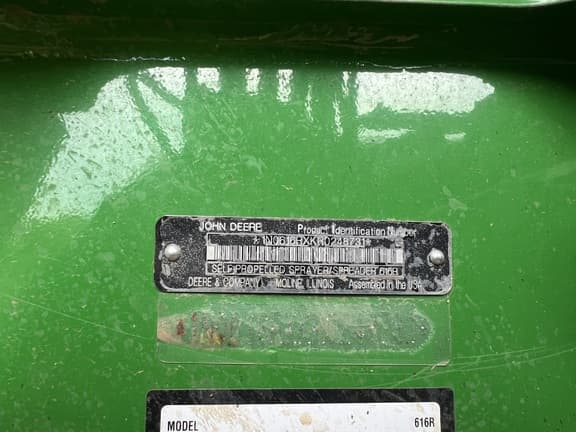 JOHN DEERE Product Identification Number
*1N0616RXKR0248731*
SELF-PROPELLED SPRAYER/SPREADER 616R
DEERE & COMPANY MOLINE, ILLINOIS Assembled in the USA
MODEL 616R